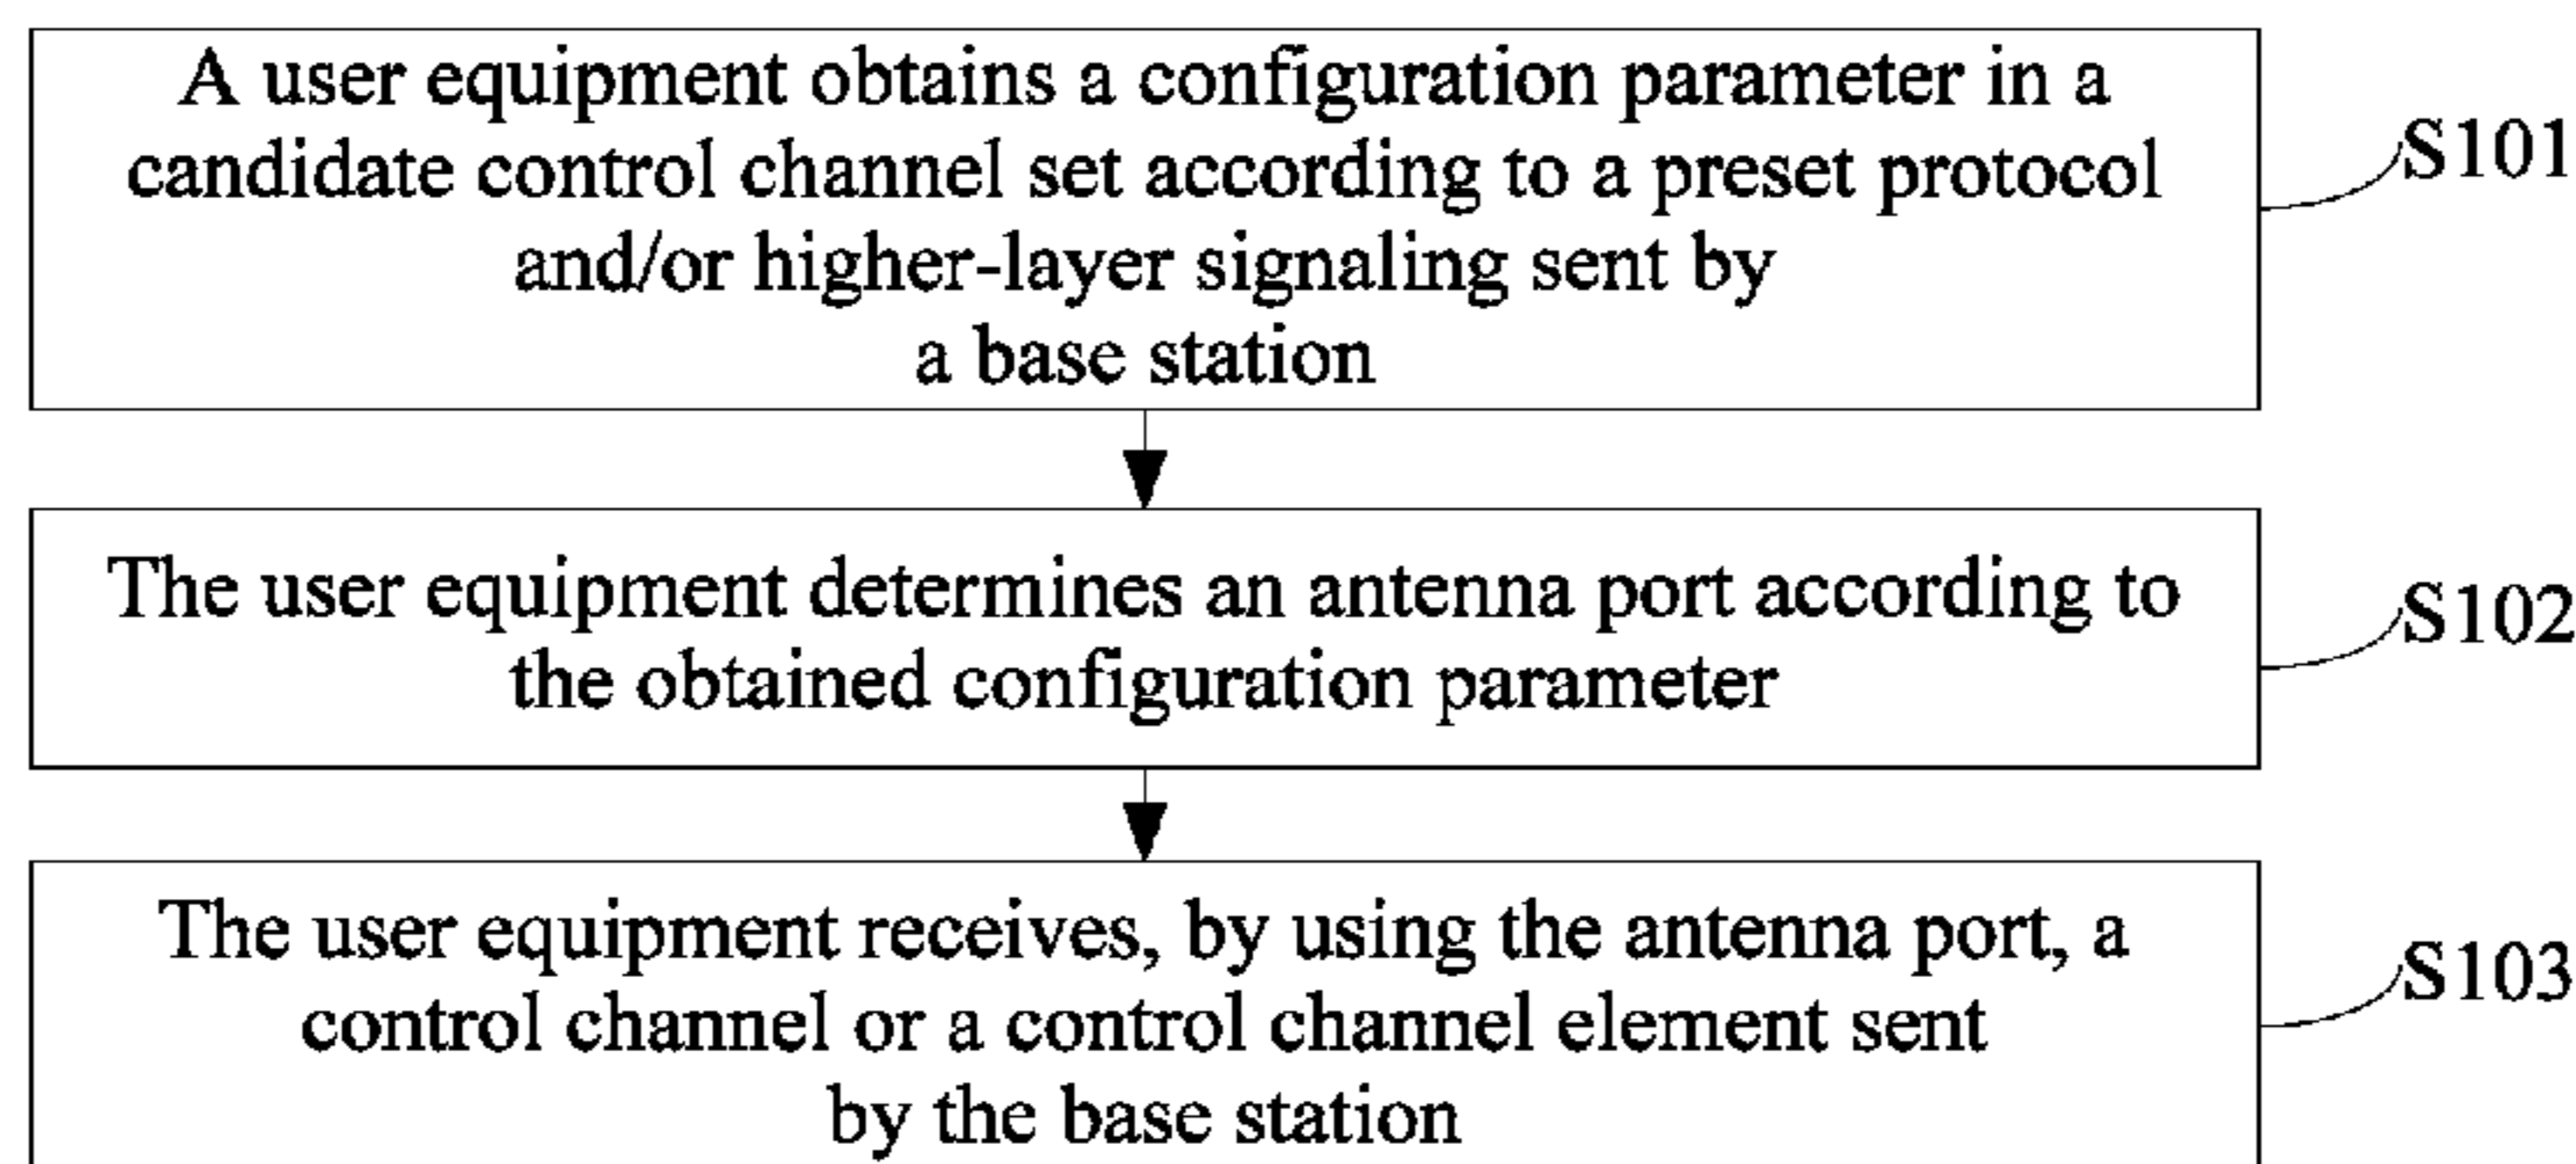 A user equipment obtains a configuration parameter in a
candidate control channel set according to a preset protocol
and/or higher-layer signaling sent by
a base station
S101
The user equipment determines an antenna port according to
the obtained configuration parameter
S102
The user equipment receives, by using the antenna port, a
control channel or a control channel element sent
by the base station
S103